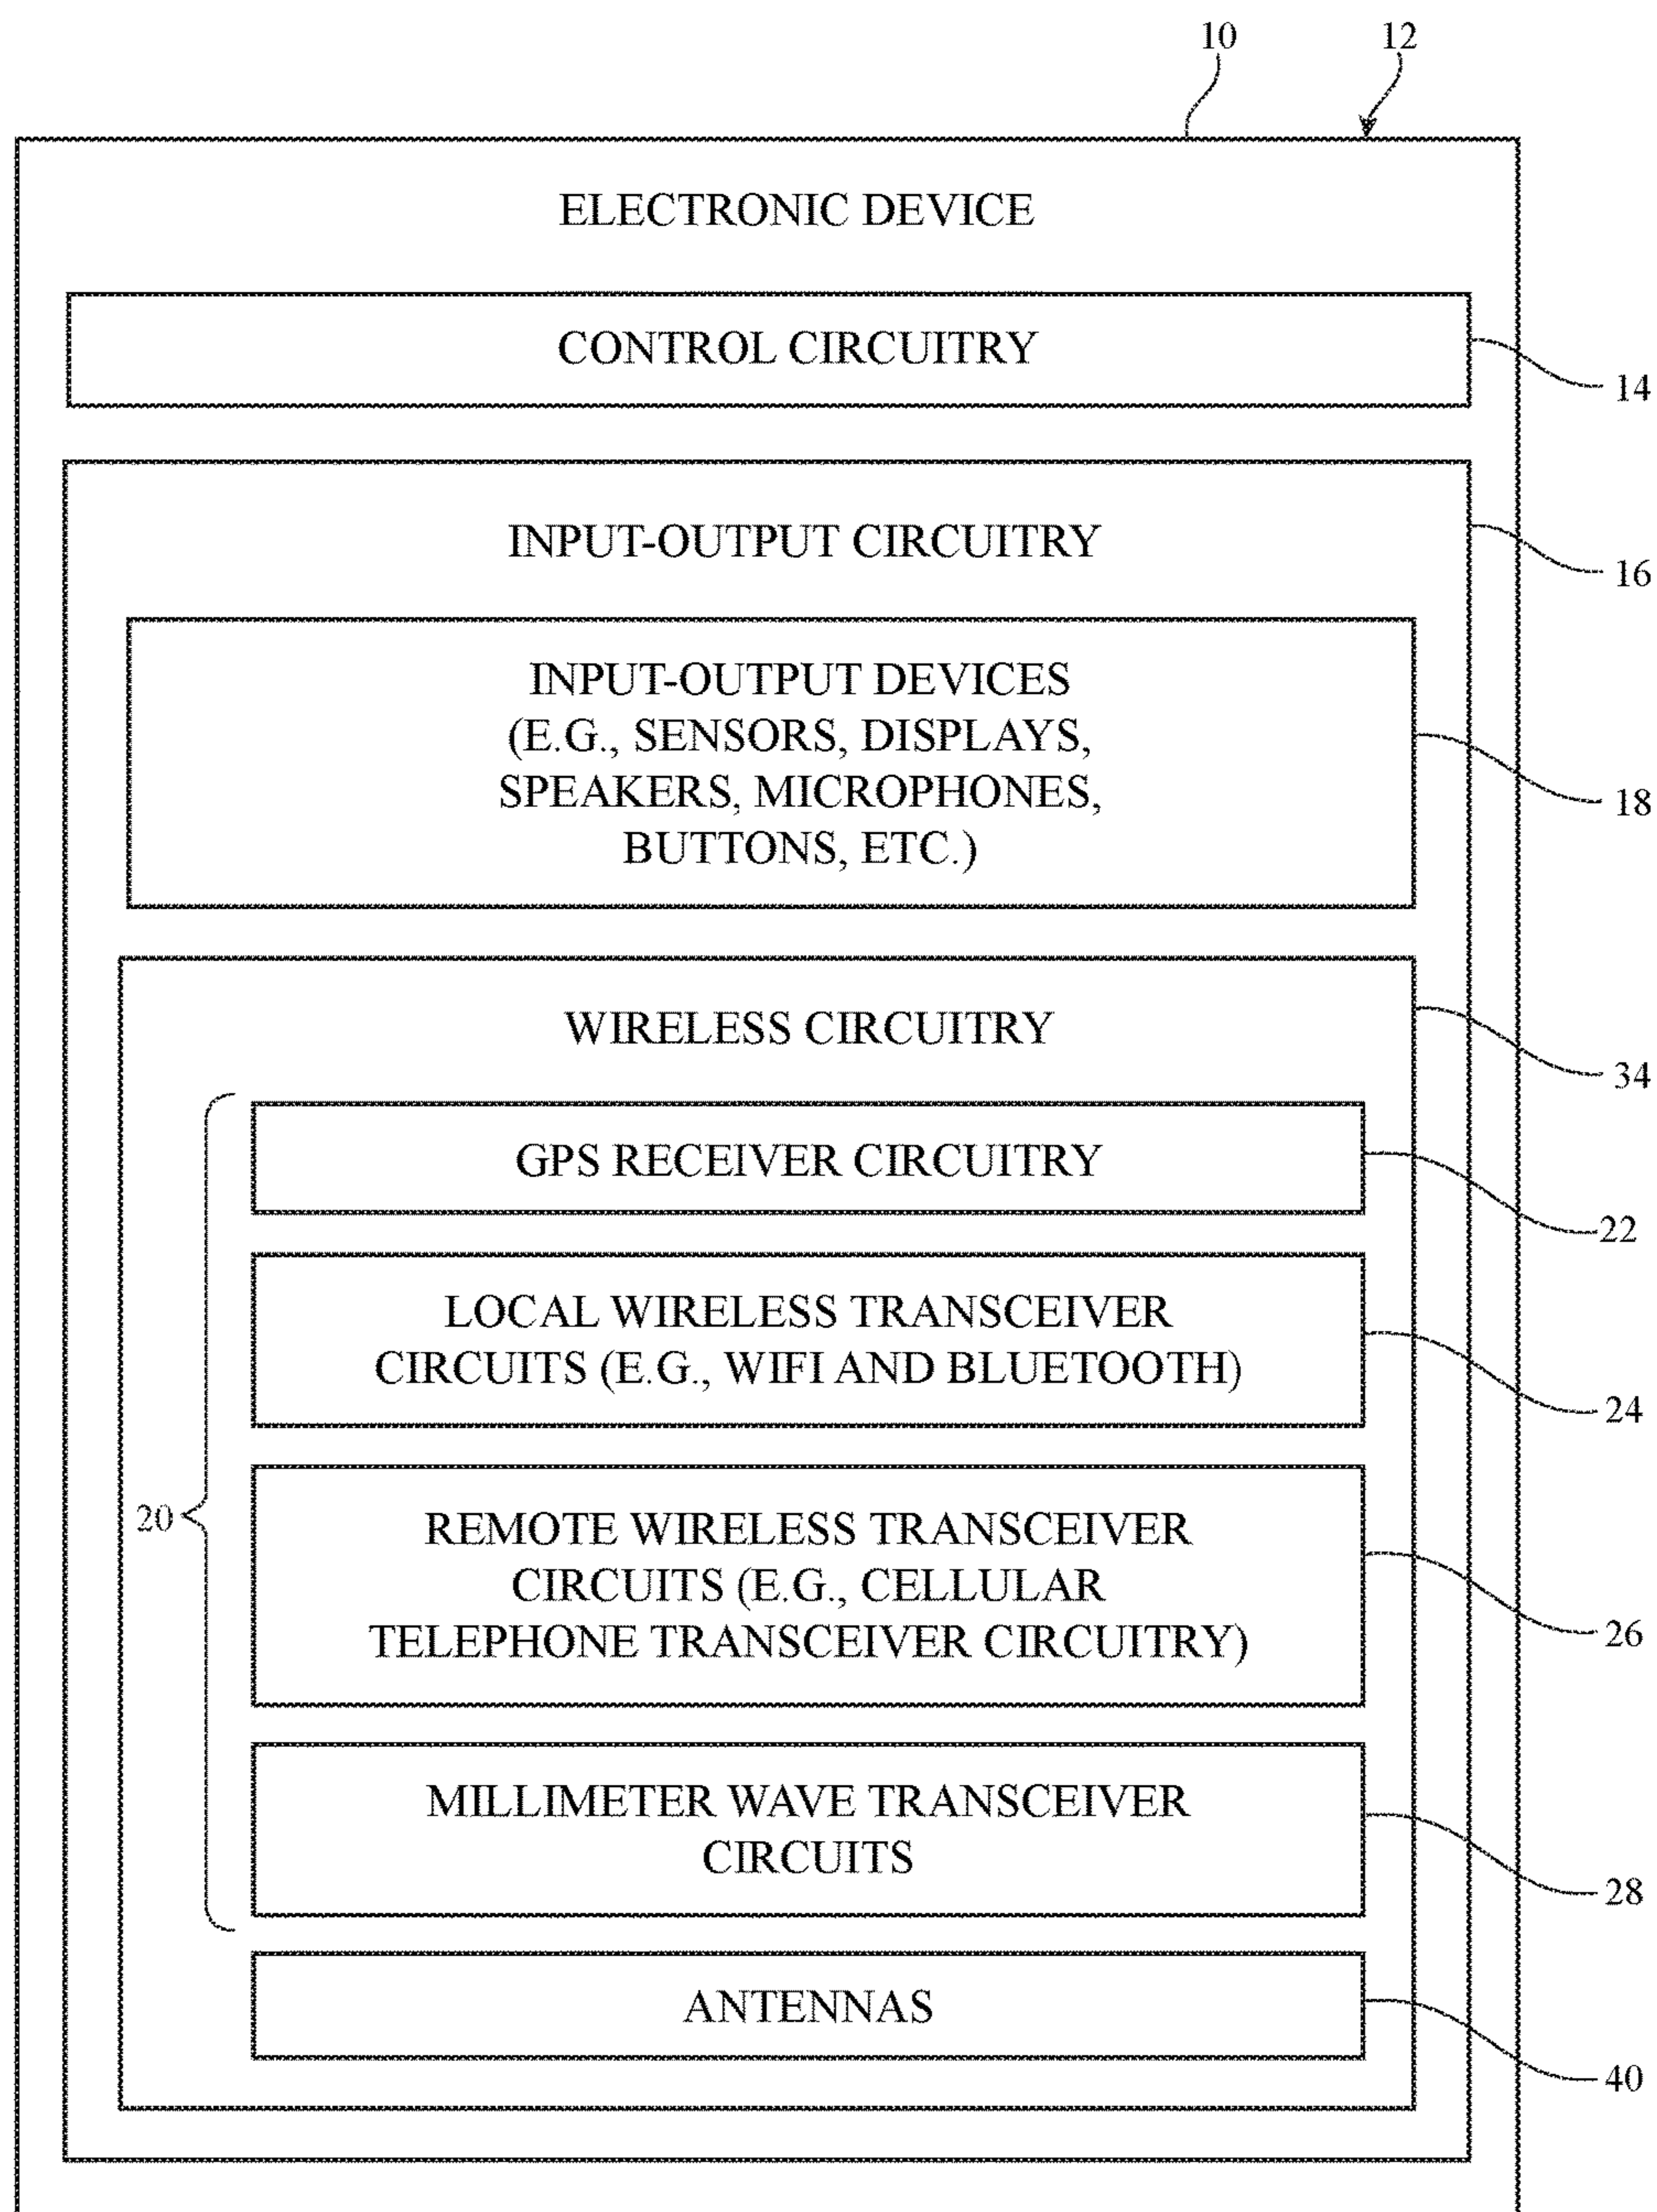 10
12
ELECTRONIC DEVICE
CONTROL CIRCUITRY
14
INPUT-OUTPUT CIRCUITRY
16
INPUT-OUTPUT DEVICES
(E.G., SENSORS, DISPLAYS,
SPEAKERS, MICROPHONES,
BUTTONS, ETC.)
18
WIRELESS CIRCUITRY
34
GPS RECEIVER CIRCUITRY
22
LOCAL WIRELESS TRANSCEIVER
CIRCUITS (E.G., WIFI AND BLUETOOTH)
24
20
REMOTE WIRELESS TRANSCEIVER
CIRCUITS (E.G., CELLULAR
TELEPHONE TRANSCEIVER CIRCUITRY)
26
MILLIMETER WAVE TRANSCEIVER
CIRCUITS
28
ANTENNAS
40